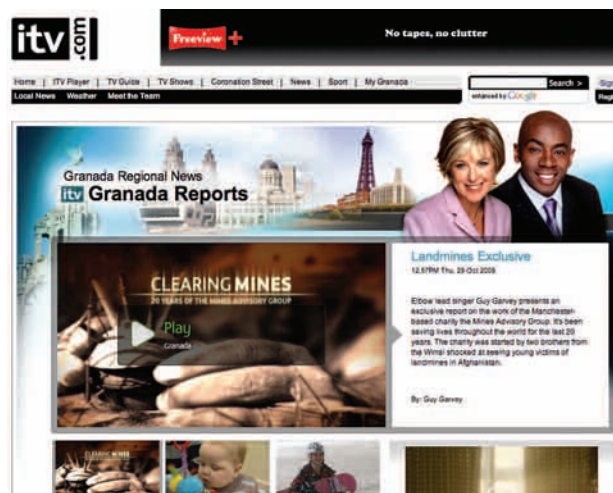 itv.com
Freeview+
No tapes, no clutter
Home | ITV Player | TV Guide | TV Shows | Coronation Street | News | Sport | My Granada
Search >
Local News Weather Meet the Team
enhanced by Google
Granada Regional News
itv Granada Reports
Landmines Exclusive
12.57PM Thu, 29 Oct 2009
CLEARING MINES
20 YEARS OF THE MINES ADVISORY GROUP
Play
Granada
Elbow lead singer Guy Garvey presents an
exclusive report on the work of the Manchester-
based charity the Mines Advisory Group. It's been
saving lives throughout the world for the last 20
years. The charity was started by two brothers from
the Wirral shocked at seeing young victims of
landmines in Afghanistan.
By: Guy Garvey
CLEARING MINES